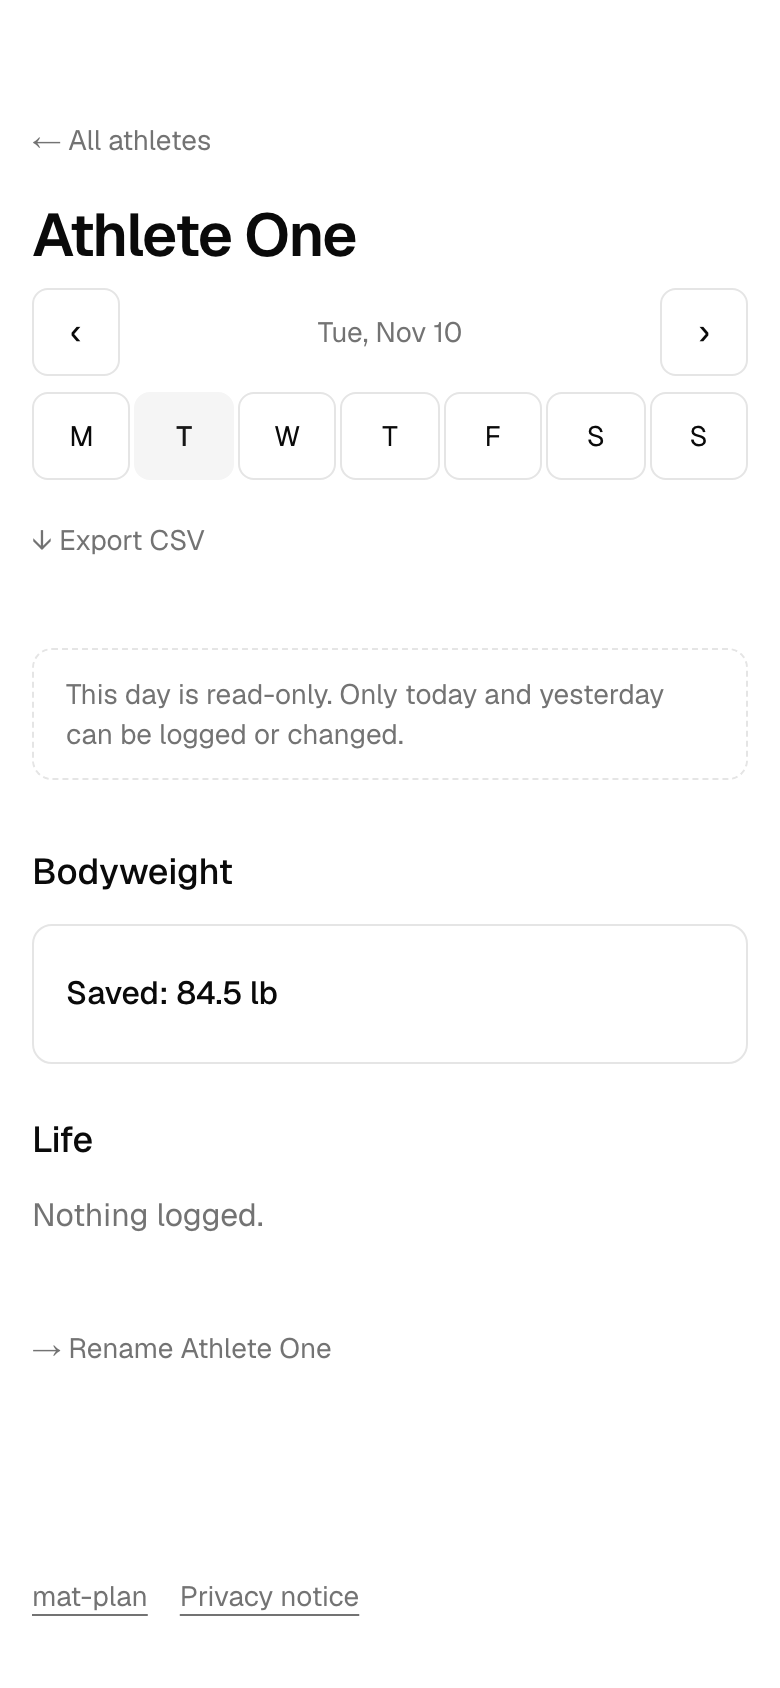 ← All athletes
Athlete One
‹ Tue, Nov 10 ›
M T W T F S S
↓ Export CSV
This day is read-only. Only today and yesterday
can be logged or changed.
Bodyweight
Saved: 84.5 lb
Life
Nothing logged.
→ Rename Athlete One
mat-plan Privacy notice